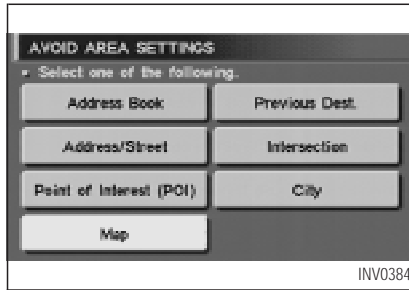 AVOID AREA SETTINGS
Select one of the following.
Address Book
Previous Dest.
Address/Street
Intersection
Point of Interest (POI)
City
Map
INV0384